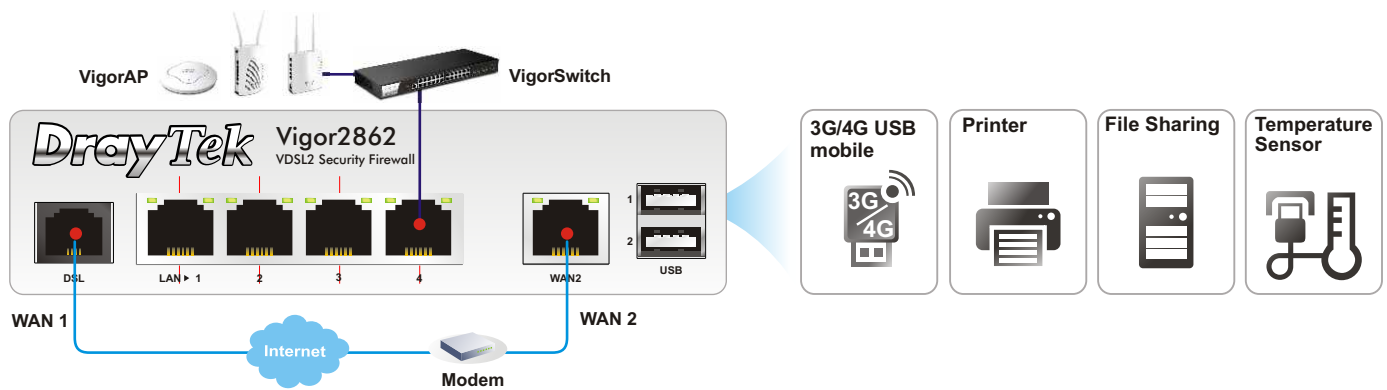 VigorAP
VigorSwitch
DrayTek
Vigor2862
VDSL2 Security Firewall
DSL
LAN▶ 1
2
3
4
WAN2
1
2
USB
WAN 1
WAN 2
Internet
Modem
3G/4G USB
mobile
3G
4G
Printer
File Sharing
Temperature
Sensor